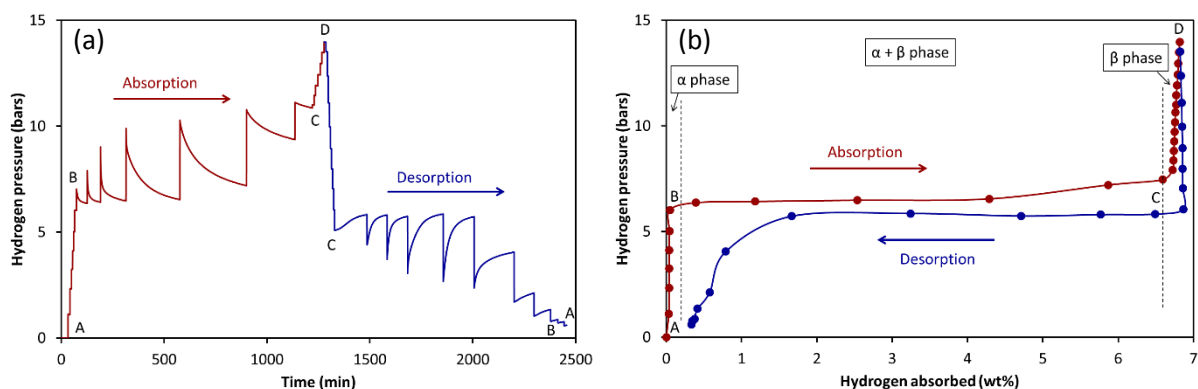 (a)
Hydrogen pressure (bars)
15
10
5
0
Absorption
Desorption
A
B
C
D
C
B
A
0
500
1000
1500
2000
2500
Time (min)
(b)
Hydrogen pressure (bars)
15
10
5
0
α phase
α + β phase
β phase
Absorption
Desorption
A
B
C
D
0
1
2
3
4
5
6
7
Hydrogen absorbed (wt%)